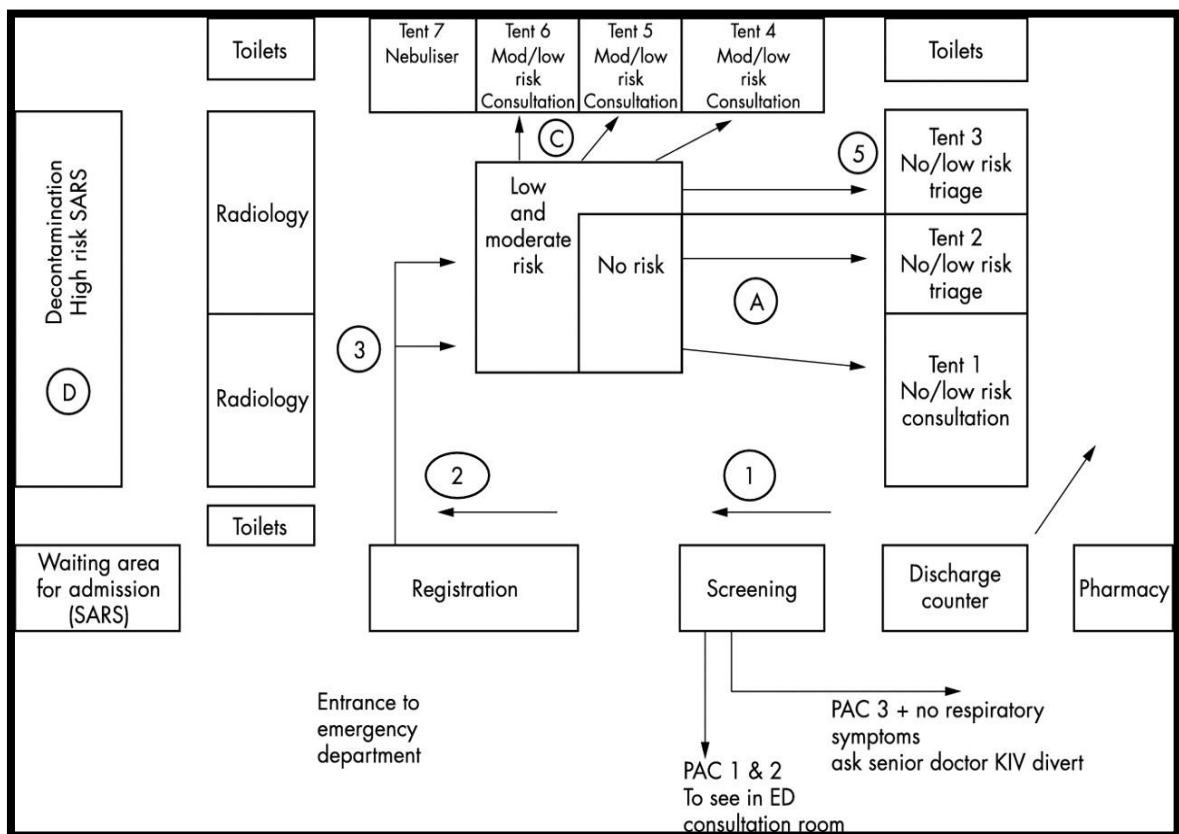 Toilets
Tent 7
Nebuliser
Tent 6
Mod/low
risk
Consultation
Tent 5
Mod/low
risk
Consultation
Tent 4
Mod/low
risk
Consultation
Toilets
Decontamination
High risk SARS
D
Radiology
Radiology
Toilets
C
Low
and
moderate
risk
No risk
5
A
3
Tent 3
No/low risk
triage
Tent 2
No/low risk
triage
Tent 1
No/low risk
consultation
2
1
Waiting area
for admission
(SARS)
Registration
Screening
Discharge
counter
Pharmacy
Entrance to
emergency
department
PAC 1 & 2
To see in ED
consultation room
PAC 3 + no respiratory
symptoms
ask senior doctor KIV divert